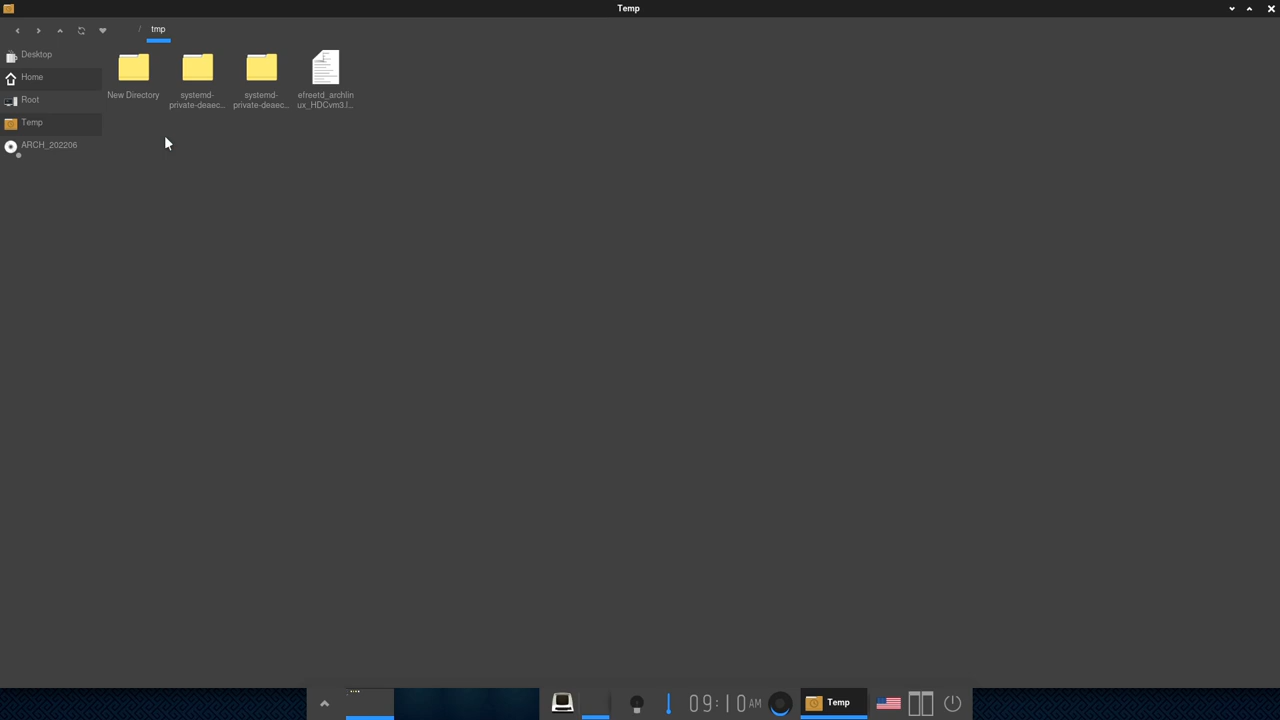 Temp
/
tmp
Desktop
Home
Root
Temp
ARCH_202206
New Directory
systemd-
private-deaec...
systemd-
private-deaec...
efreetd_archlin
ux_HDCvm3.l...
09:10AM
Temp